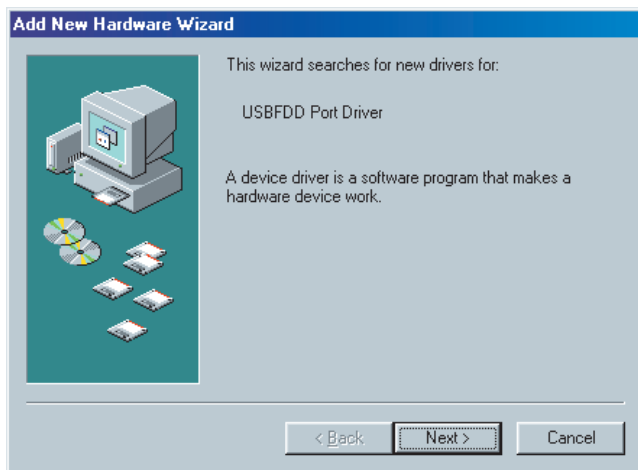 Add New Hardware Wizard
This wizard searches for new drivers for:
USBFDD Port Driver
A device driver is a software program that makes a
hardware device work.
< Back
Next >
Cancel